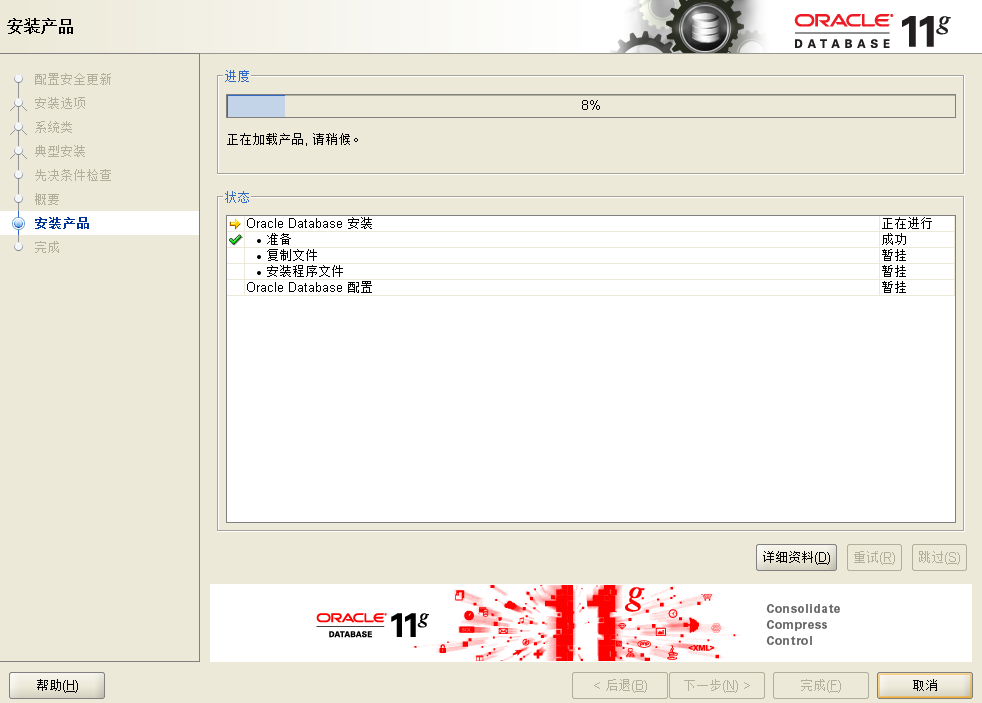 安装产品
ORACLE
DATABASE 11g
配置安全更新
安装选项
系统类
典型安装
先决条件检查
概要
安装产品
完成
进度
8%
正在加载产品, 请稍候。
状态
Oracle Database 安装 正在进行
• 准备 成功
• 复制文件 暂挂
• 安装程序文件 暂挂
Oracle Database 配置 暂挂
详细资料(D) 重试(R) 跳过(S)
ORACLE
DATABASE 11g
11g
<XML>
Consolidate
Compress
Control
帮助(H) < 后退(B) 下一步(N) > 完成(F) 取消